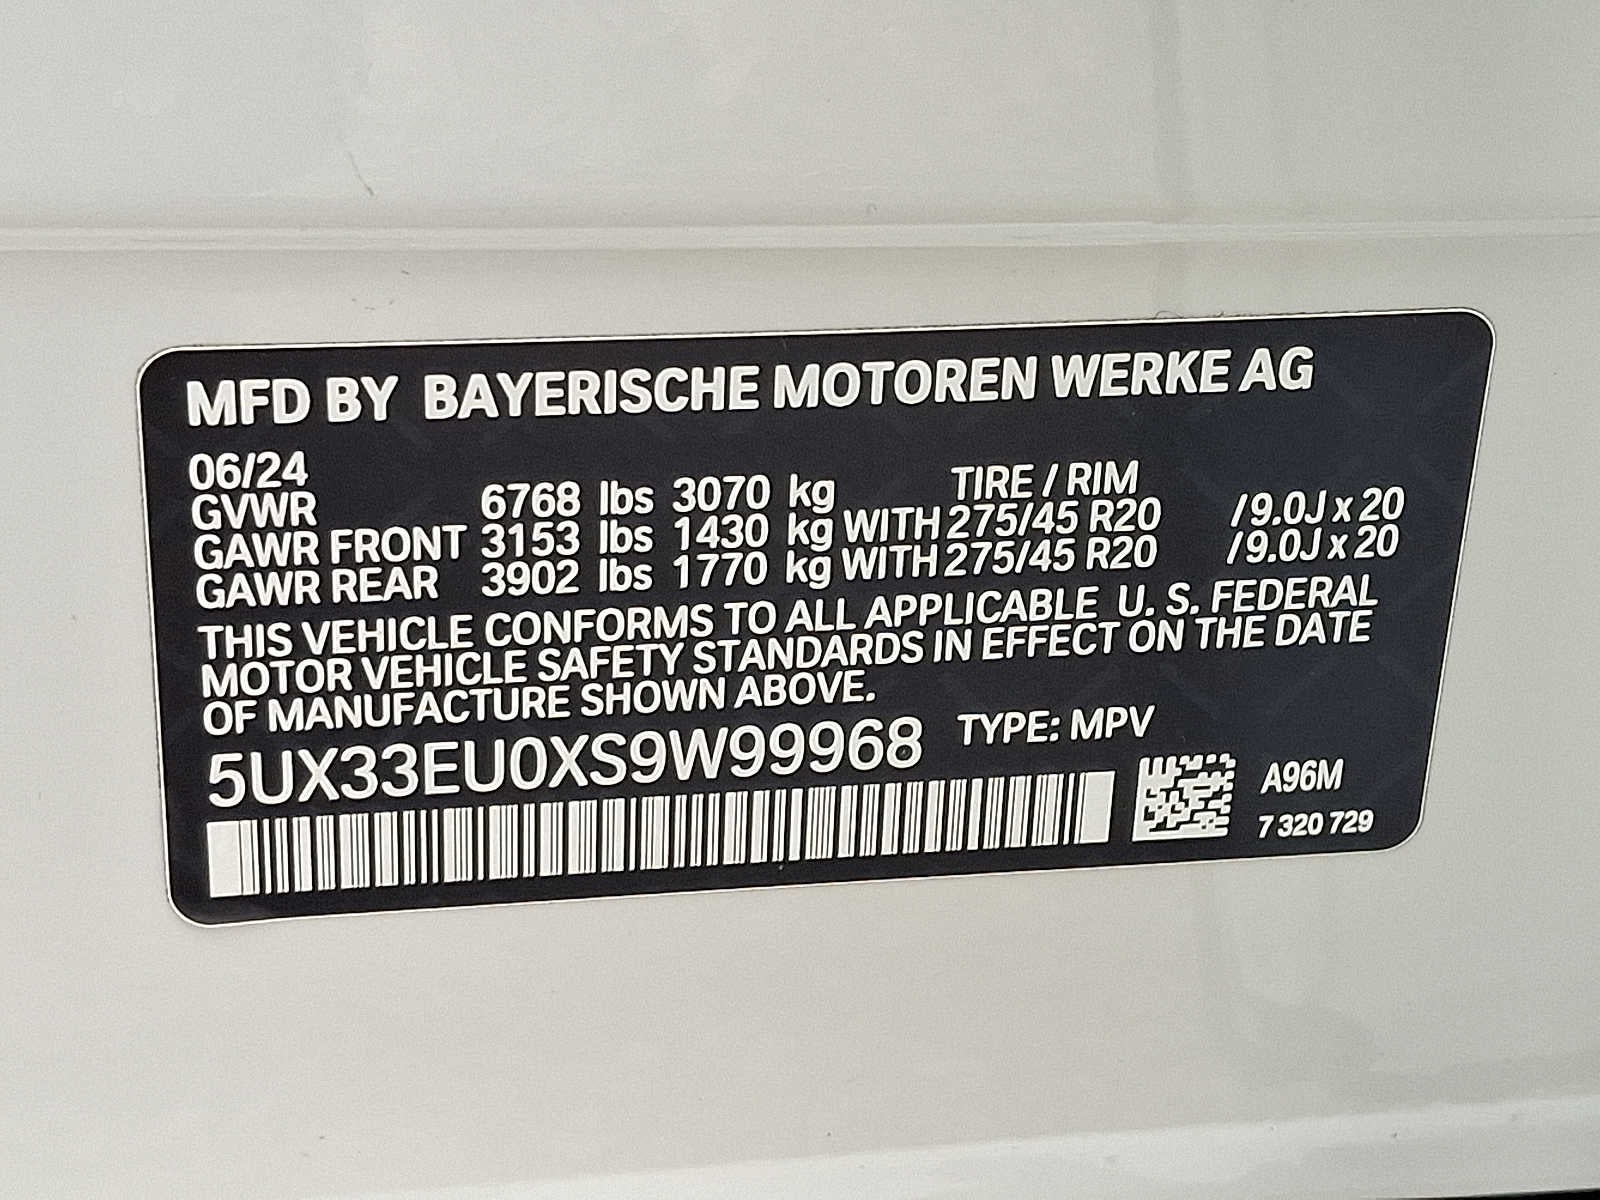 MFD BY BAYERISCHE MOTOREN WERKE AG
06/24
TIRE / RIM
GVWR 6768 lbs 3070 kg
GAWR FRONT 3153 lbs 1430 kg WITH 275/45 R20 /9.0J x 20
GAWR REAR 3902 lbs 1770 kg WITH 275/45 R20 /9.0J x 20
THIS VEHICLE CONFORMS TO ALL APPLICABLE U. S. FEDERAL
MOTOR VEHICLE SAFETY STANDARDS IN EFFECT ON THE DATE
OF MANUFACTURE SHOWN ABOVE.
5UX33EU0XS9W99968 TYPE: MPV
A96M
7 320 729